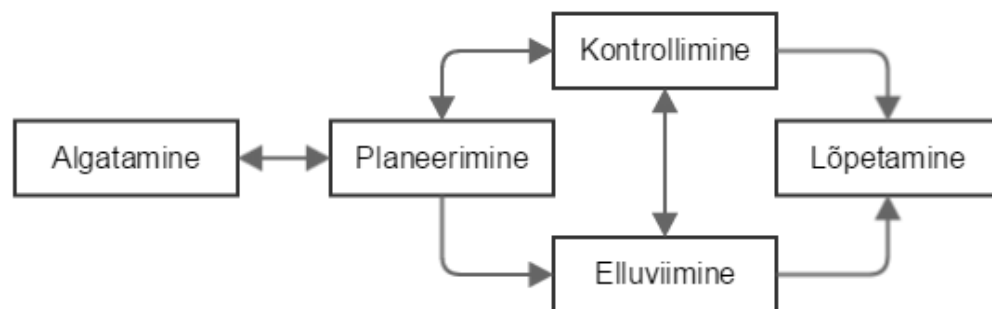 Kontrollimine
Algatamine
Planeerimine
Lõpetamine
Elluviimine